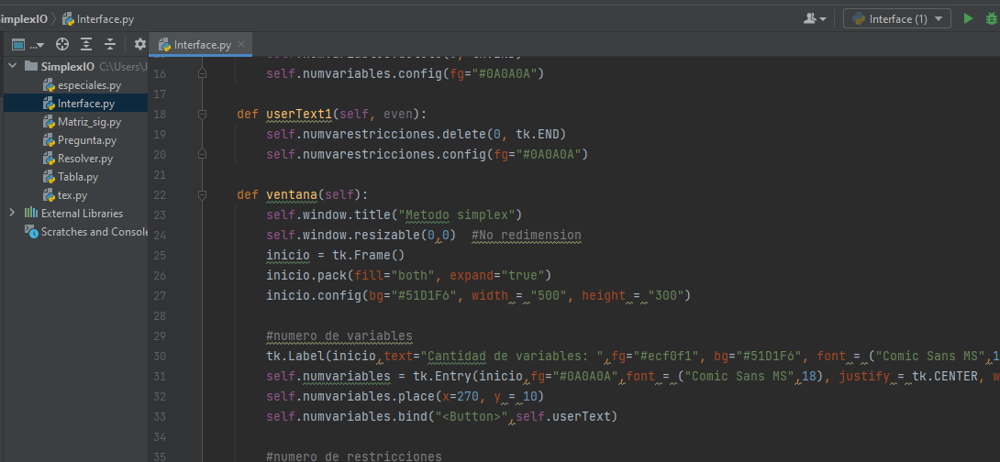 SimplexIO > Interface.py
Interface (1)
...
Interface.py ×
SimplexIO C:\Users\J
especiales.py
Interface.py
Matriz_sig.py
Pregunta.py
Resolver.py
Tabla.py
tex.py
External Libraries
Scratches and Console
16 self.numvariables.config(fg="#0A0A0A")
17
18 def userText1(self, even):
19 self.numvarestricciones.delete(0, tk.END)
20 self.numvarestricciones.config(fg="#0A0A0A")
21
22 def ventana(self):
23 self.window.title("Metodo simplex")
24 self.window.resizable(0,0) #No redimension
25 inicio = tk.Frame()
26 inicio.pack(fill="both", expand="true")
27 inicio.config(bg="#51D1F6", width = "500", height = "300")
28
29 #numero de variables
30 tk.Label(inicio,text="Cantidad de variables: ",fg="#ecf0f1", bg="#51D1F6", font = ("Comic Sans MS",1
31 self.numvariables = tk.Entry(inicio,fg="#0A0A0A",font = ("Comic Sans MS",18), justify = tk.CENTER, w
32 self.numvariables.place(x=270, y = 10)
33 self.numvariables.bind("<Button>",self.userText)
34
35 #numero de restricciones